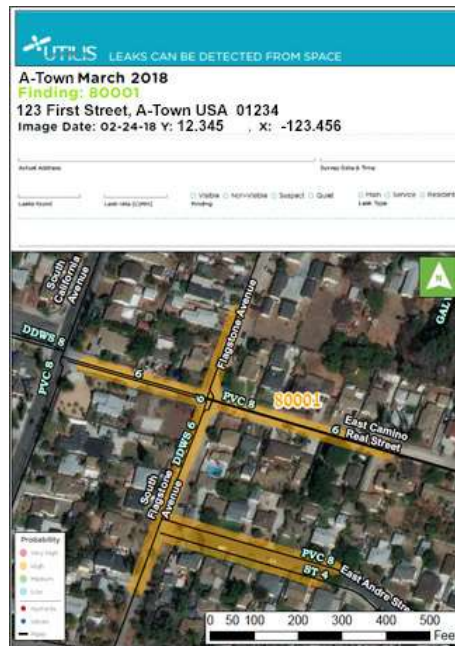 UTILIS LEAKS CAN BE DETECTED FROM SPACE
A-Town March 2018
Finding: 80001
123 First Street, A-Town USA 01234
Image Date: 02-24-18 Y: 12.345 , X: -123.456
Actual Address
Survey Date & Time
Leaks found
Visible Non-Visible Suspect Quiet
Main Service
Finding
Leak Type
N
South California Avenue
DDWS 8
PVC 8
Flagstone Avenue
6
6
PVC 8
80001
6
East Camino Real Street
DDWS 6
South Flagstone Avenue
PVC 8
ST 4
East Andre
Probability
Very High
High
Medium
Low
Hydrants
Valves
Pipes
0 50 100 200 300 400 500
Feet